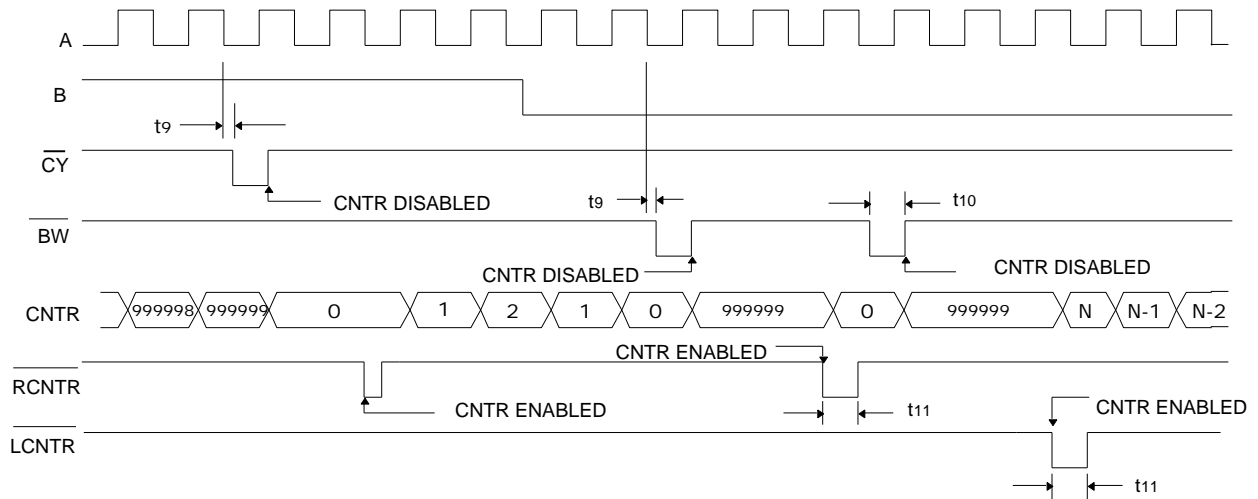 A
B
t9
CY
CNTR DISABLED
t9
t10
BW
CNTR DISABLED
CNTR DISABLED
CNTR 999998 999999 0 1 2 1 0 999999 0 999999 N N-1 N-2
CNTR ENABLED
RCNTR
CNTR ENABLED
t11
CNTR ENABLED
LCNTR
t11